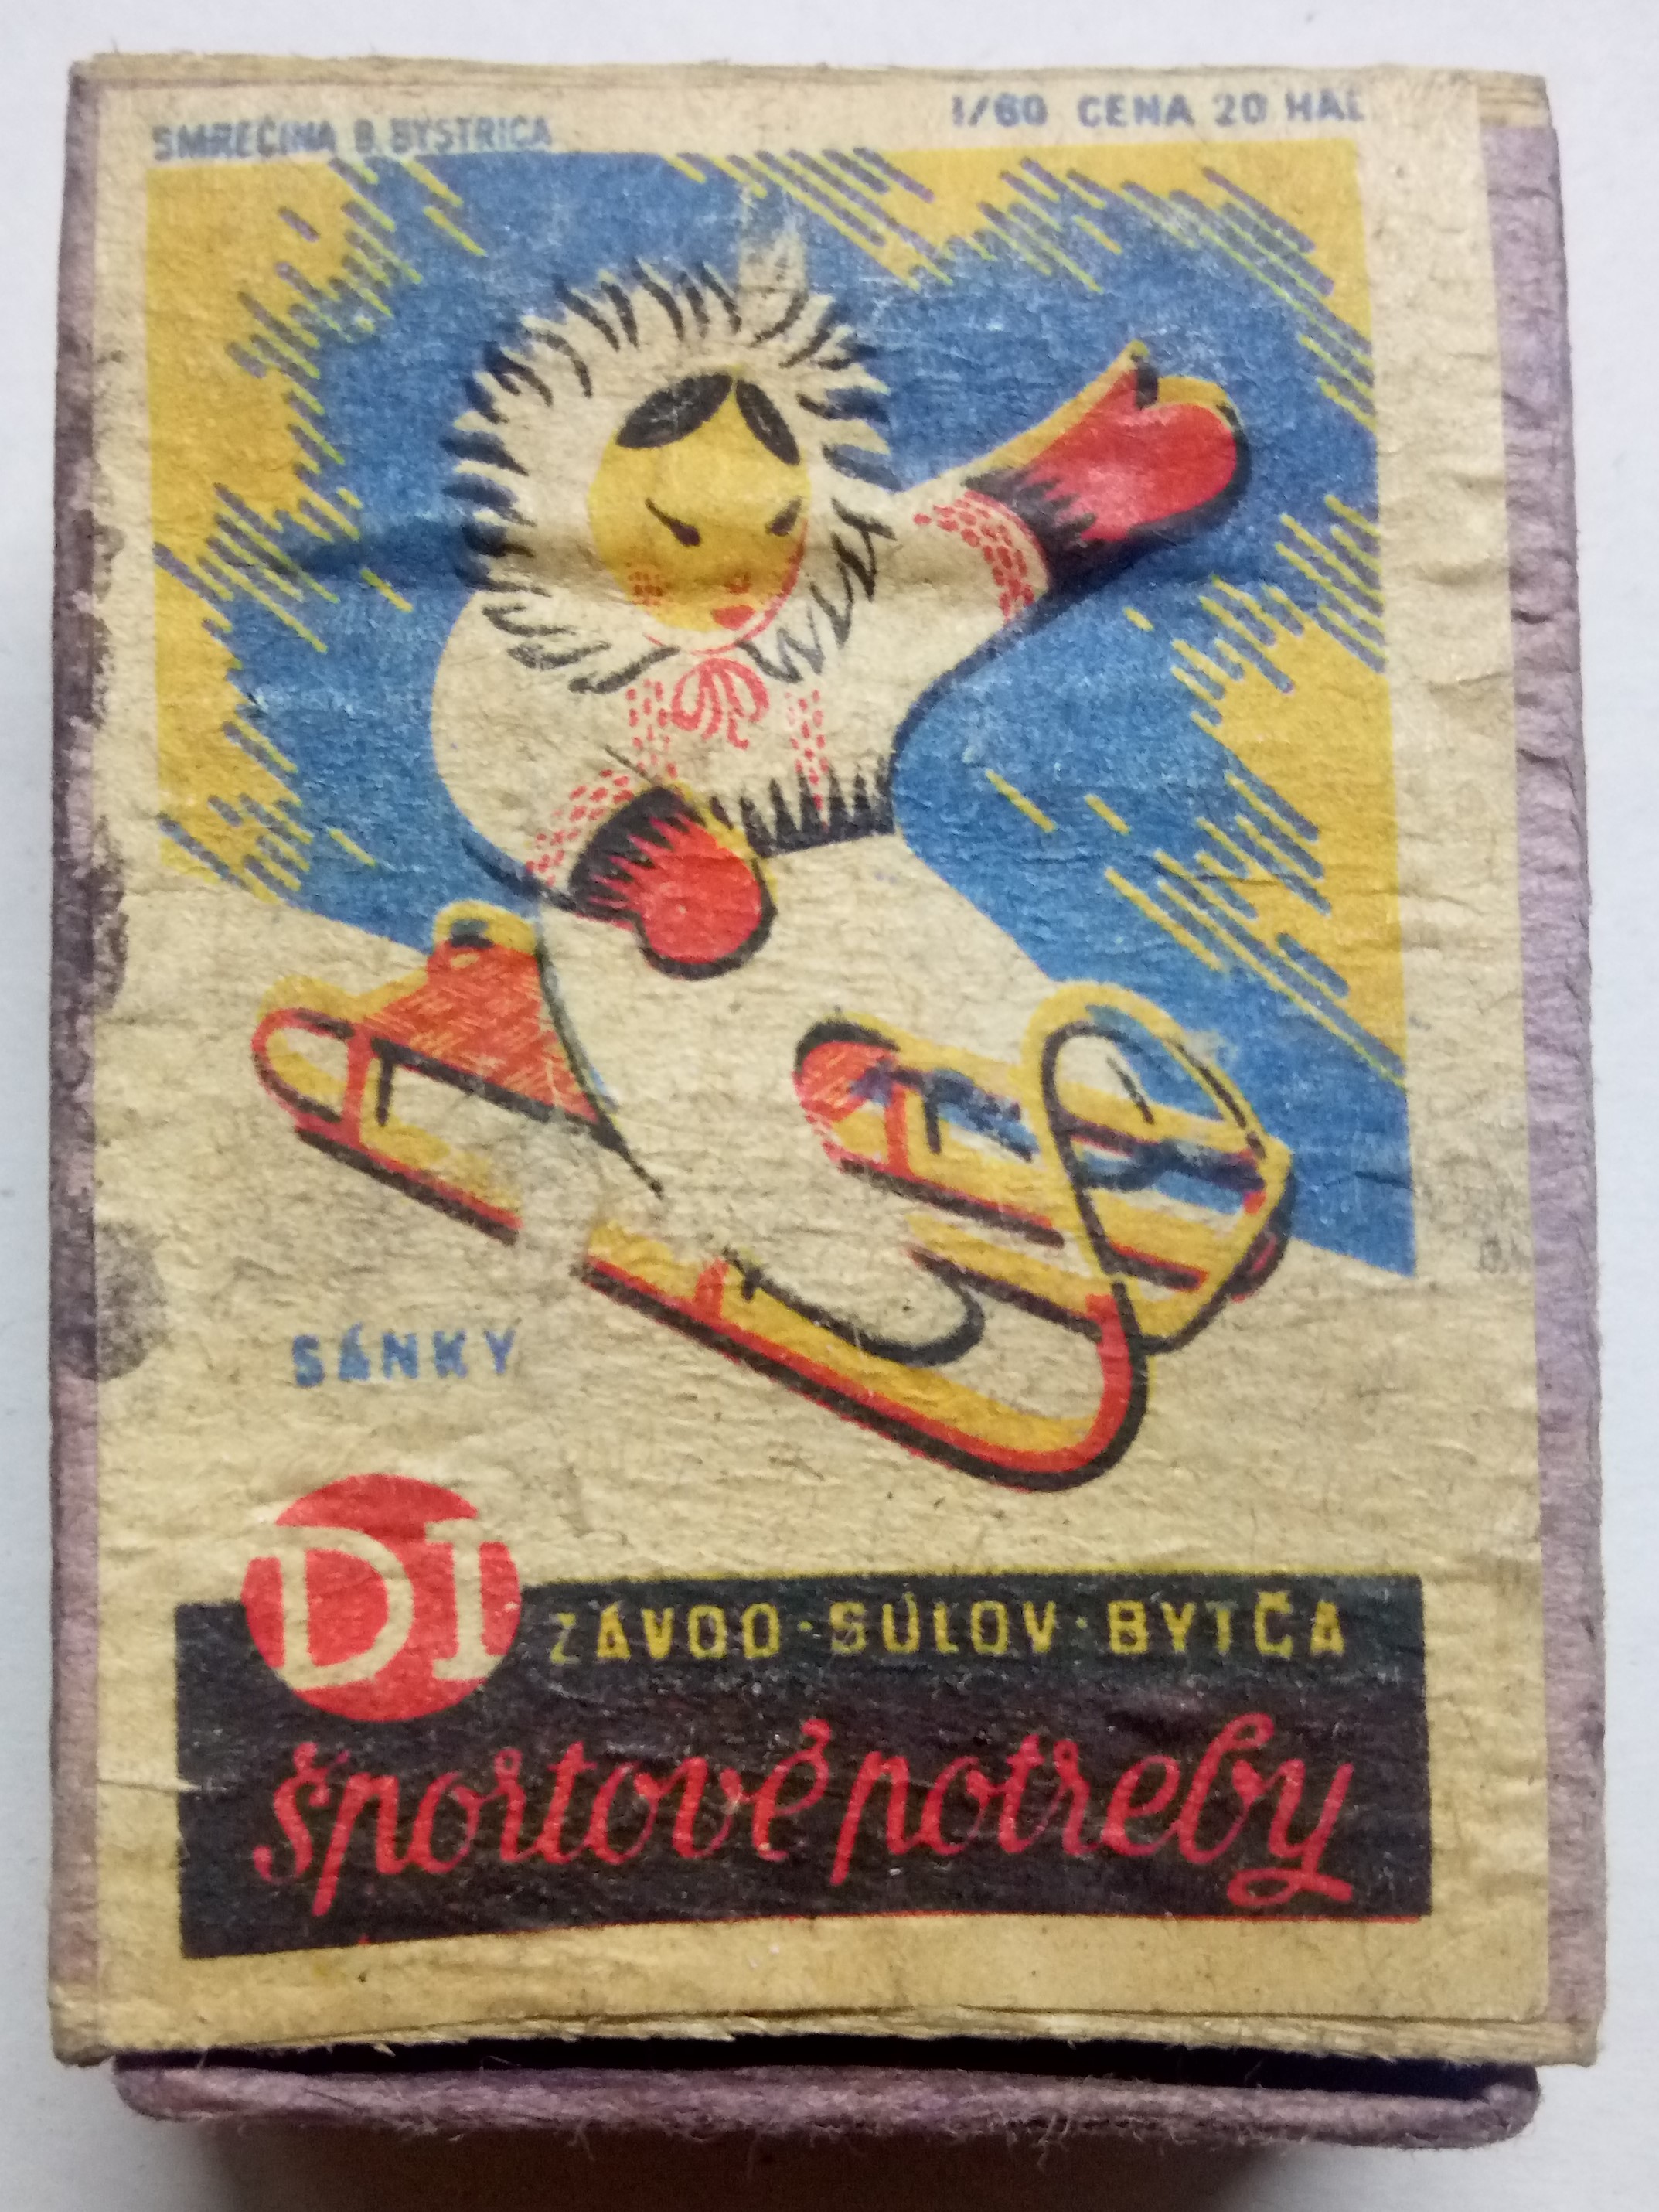 SMREČINA B. BYSTRICA
1/60 CENA 20 HAL
SÁNKY
DI
ZÁVOD·SÚĽOV·BYTČA
športové potreby